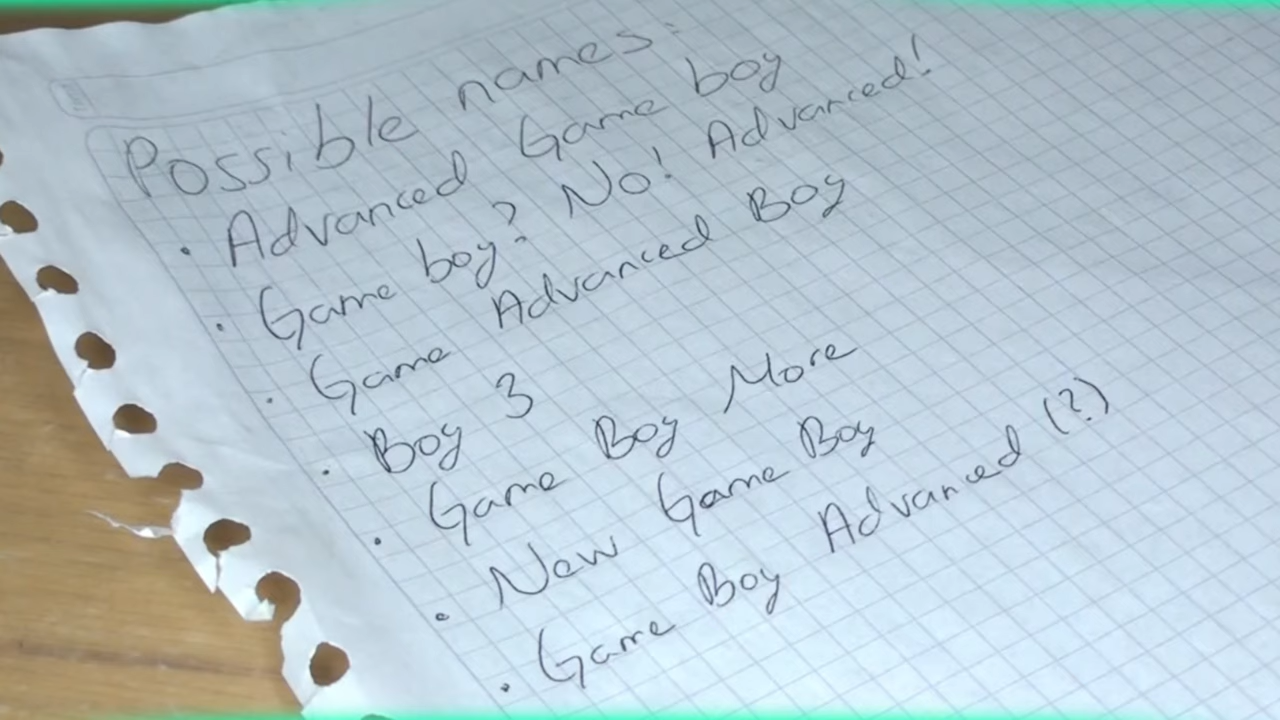 Possible names:
• Advanced Game boy
• Game boy? No! Advanced!
• Game Advanced Boy
• Boy 3
• Game Boy More
• New Game Boy
• Game Boy Advanced (?)